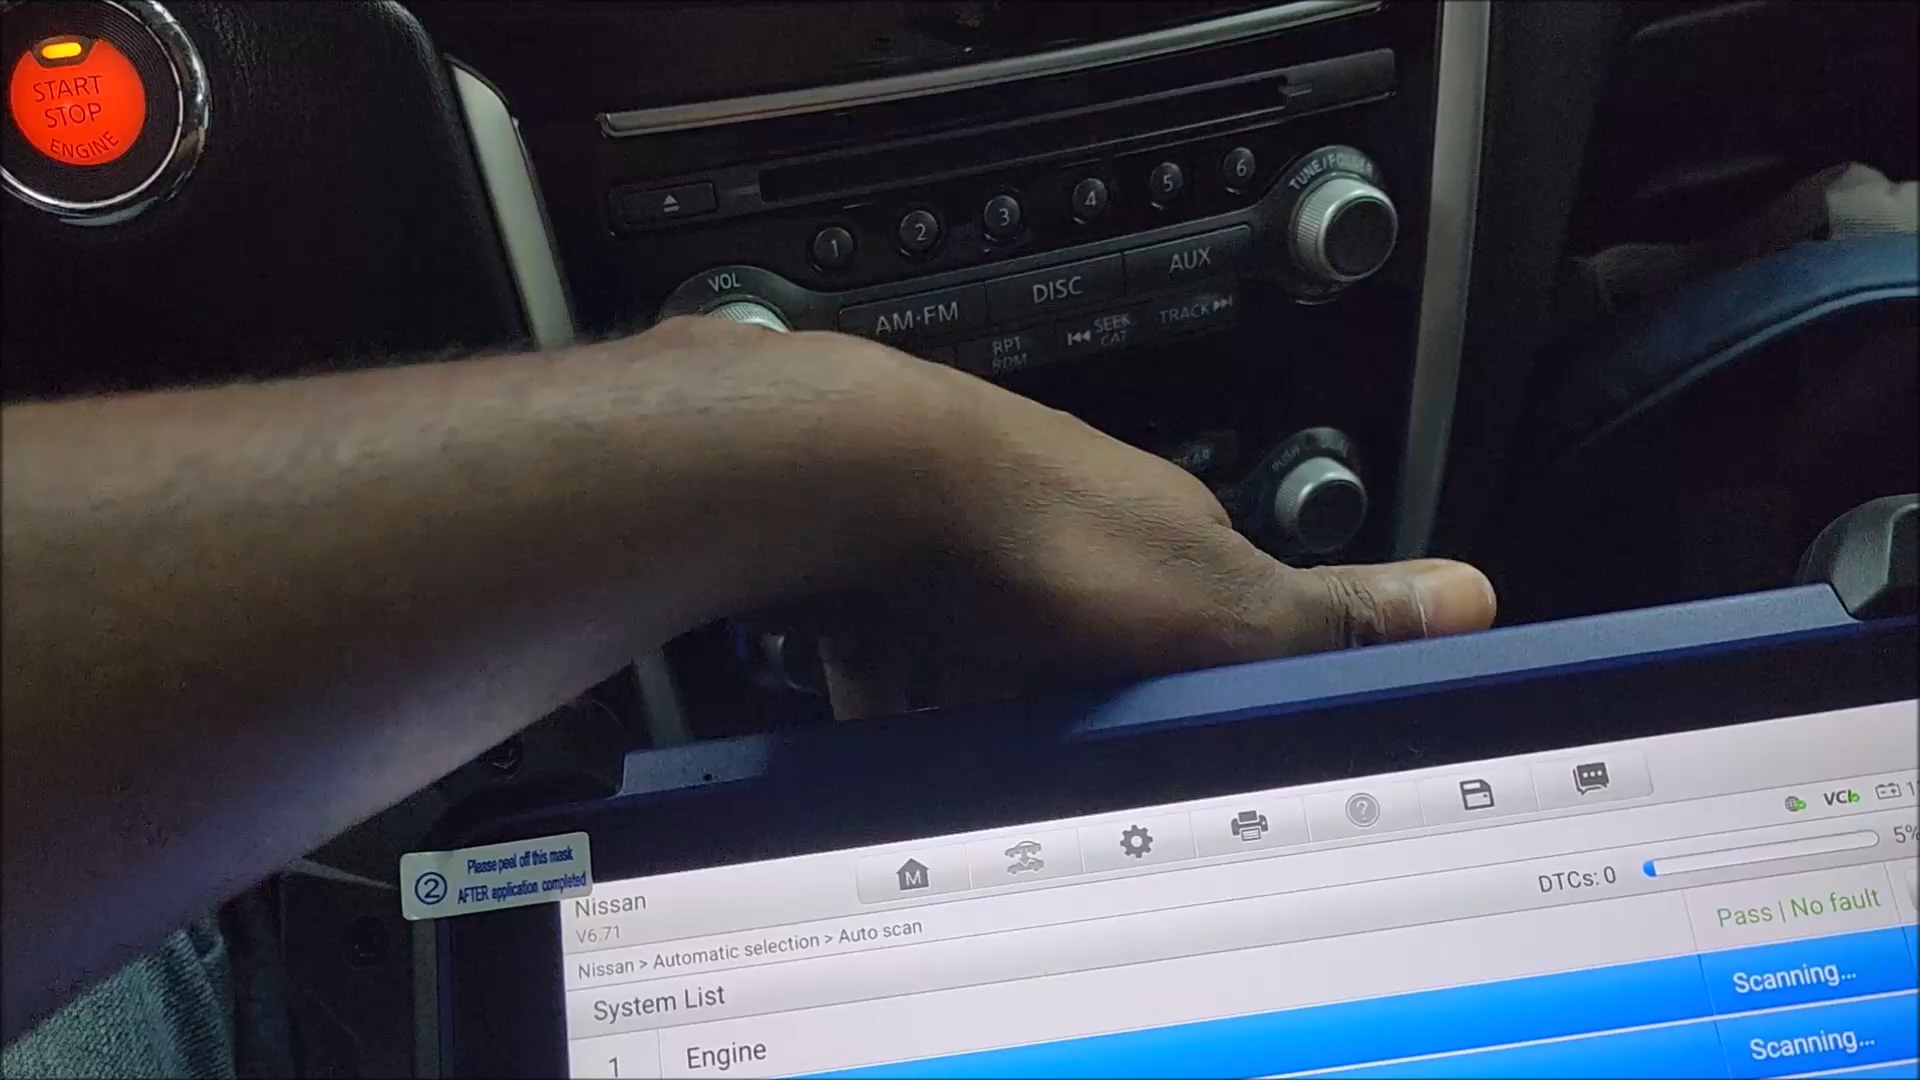 START
STOP
ENGINE
TUNE/FOLDER
1 2 3 4 5 6
VOL
AM·FM DISC AUX
RPT
RDM
SEEK
CAT
TRACK
PUSH
② Please peel off this mask
AFTER application completed
M
?
VCI
Nissan
V6.71
DTCs: 0
5%
Nissan > Automatic selection > Auto scan
Pass | No fault
System List
Scanning...
1 Engine
Scanning...